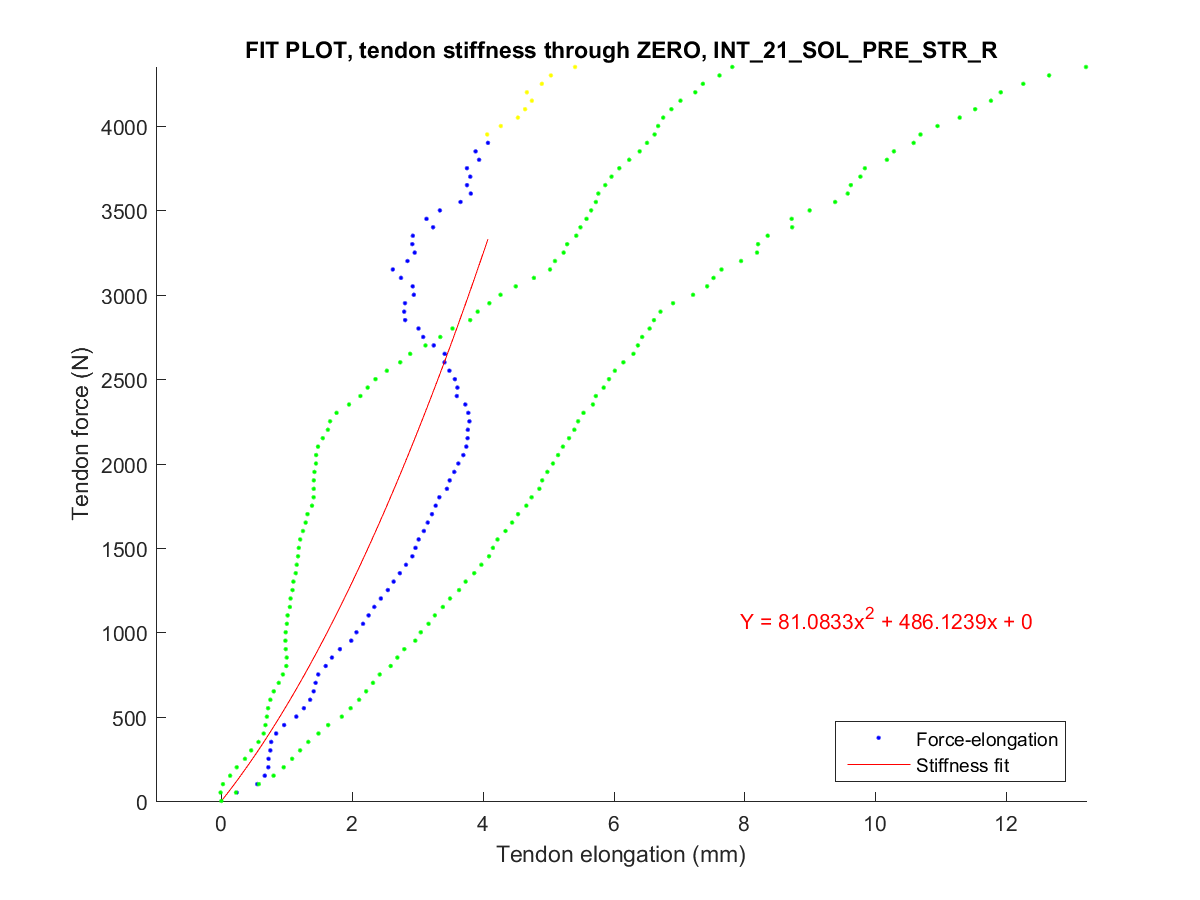 FIT PLOT, tendon stiffness through ZERO, INT_21_SOL_PRE_STR_R
4000
3500
3000
2500
2000
1500
1000
500
0
Tendon force (N)
Y = 81.0833x² + 486.1239x + 0
Force-elongation
Stiffness fit
0 2 4 6 8 10 12
Tendon elongation (mm)